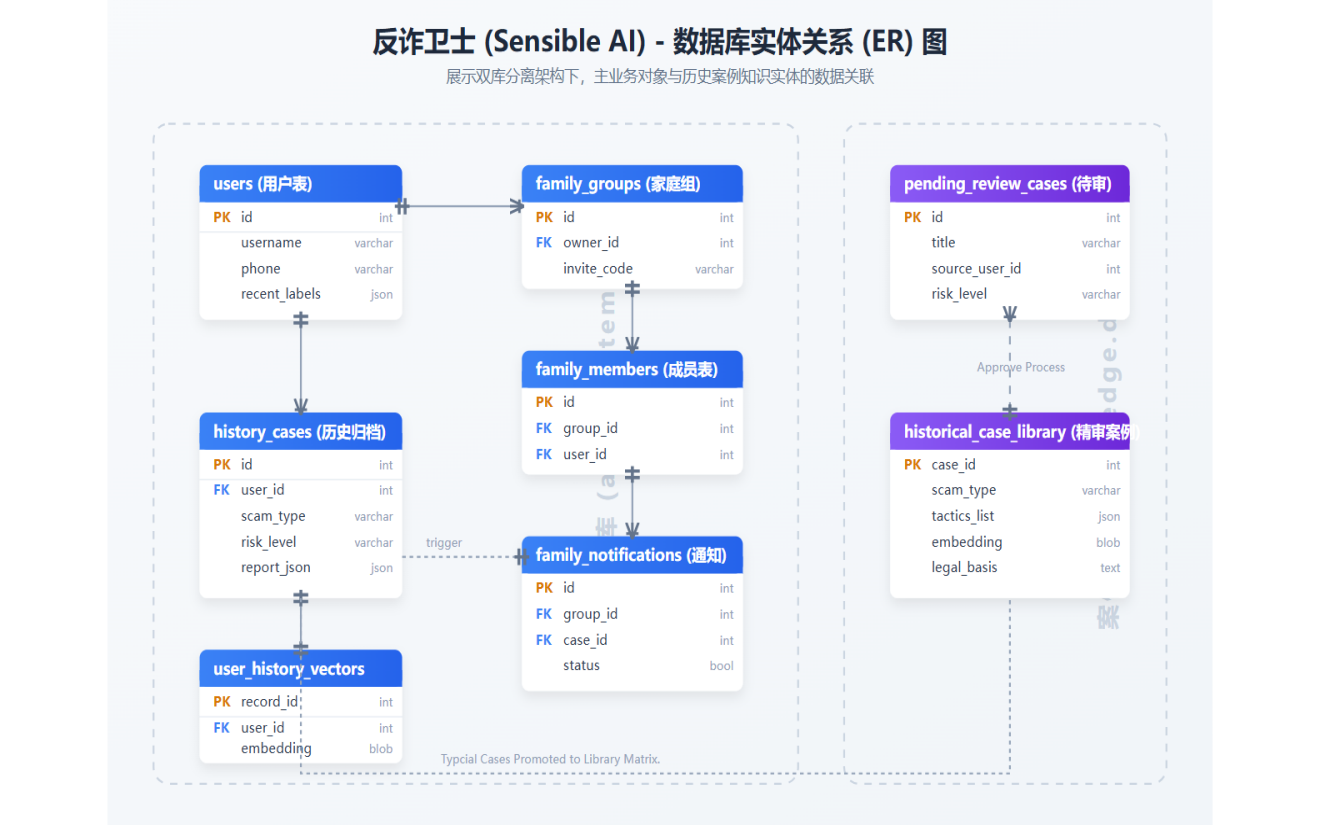 反诈卫士 (Sensible AI) - 数据库实体关系 (ER) 图
展示双库分离架构下，主业务对象与历史案例知识实体的数据关联
users (用户表)
PK id int
username varchar
phone varchar
recent_labels json
family_groups (家庭组)
PK id int
FK owner_id int
invite_code varchar
pending_review_cases (待审)
PK id int
title varchar
source_user_id int
risk_level varchar
family_members (成员表)
PK id int
FK group_id int
FK user_id int
Approve Process
history_cases (历史归档)
PK id int
FK user_id int
scam_type varchar
risk_level varchar
report_json json
historical_case_library (精审案例)
PK case_id int
scam_type varchar
tactics_list json
embedding blob
legal_basis text
trigger
family_notifications (通知)
PK id int
FK group_id int
FK case_id int
status bool
user_history_vectors
PK record_id int
FK user_id int
embedding blob
Typcial Cases Promoted to Library Matrix.
库 (a
tem
案
edge.d